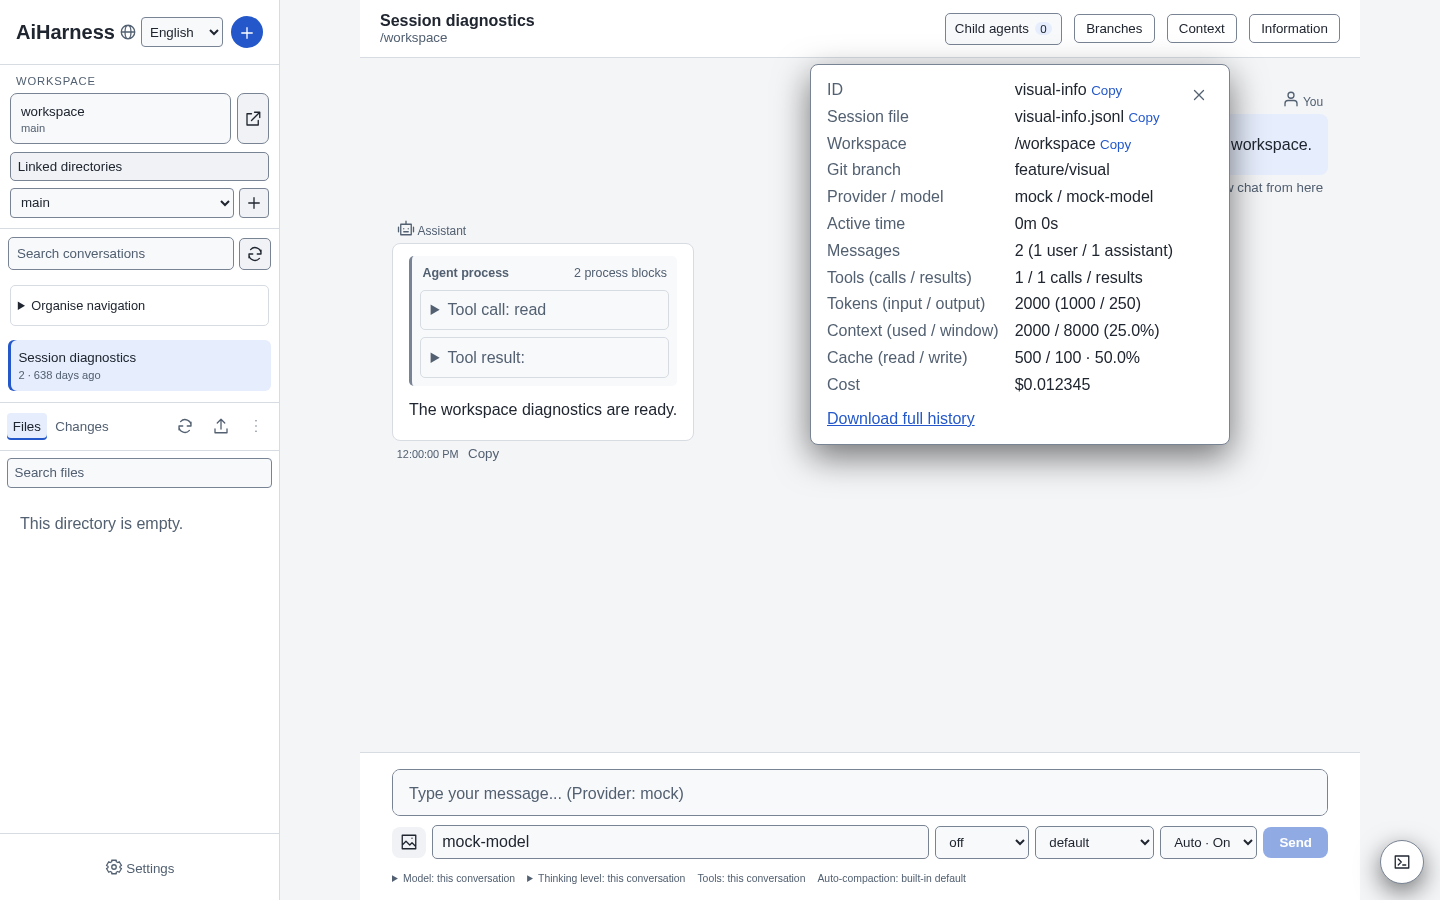 AiHarness
English
WORKSPACE
workspace
main
Linked directories
main
Search conversations
Organise navigation
Session diagnostics
2 · 638 days ago
Files
Changes
Search files
This directory is empty.
Settings
Session diagnostics
/workspace
Child agents 0
Branches
Context
Information
You
workspace.
chat from here
ID visual-info Copy
Session file visual-info.jsonl Copy
Workspace /workspace Copy
Git branch feature/visual
Provider / model mock / mock-model
Active time 0m 0s
Messages 2 (1 user / 1 assistant)
Tools (calls / results) 1 / 1 calls / results
Tokens (input / output) 2000 (1000 / 250)
Context (used / window) 2000 / 8000 (25.0%)
Cache (read / write) 500 / 100 · 50.0%
Cost $0.012345
Download full history
Assistant
Agent process 2 process blocks
Tool call: read
Tool result:
The workspace diagnostics are ready.
12:00:00 PM Copy
Type your message... (Provider: mock)
mock-model
off
default
Auto · On
Send
Model: this conversation Thinking level: this conversation Tools: this conversation Auto-compaction: built-in default